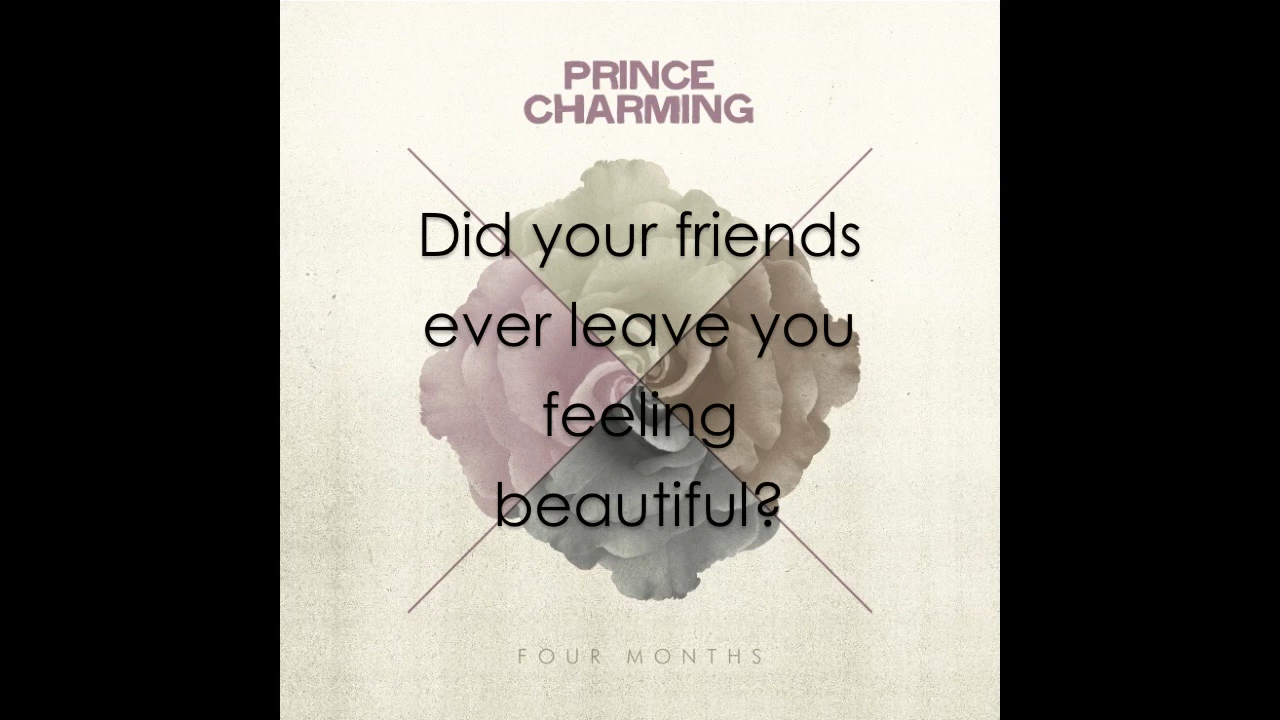 PRINCE
CHARMING
Did your friends
ever leave you
feeling
beautiful?
FOUR MONTHS